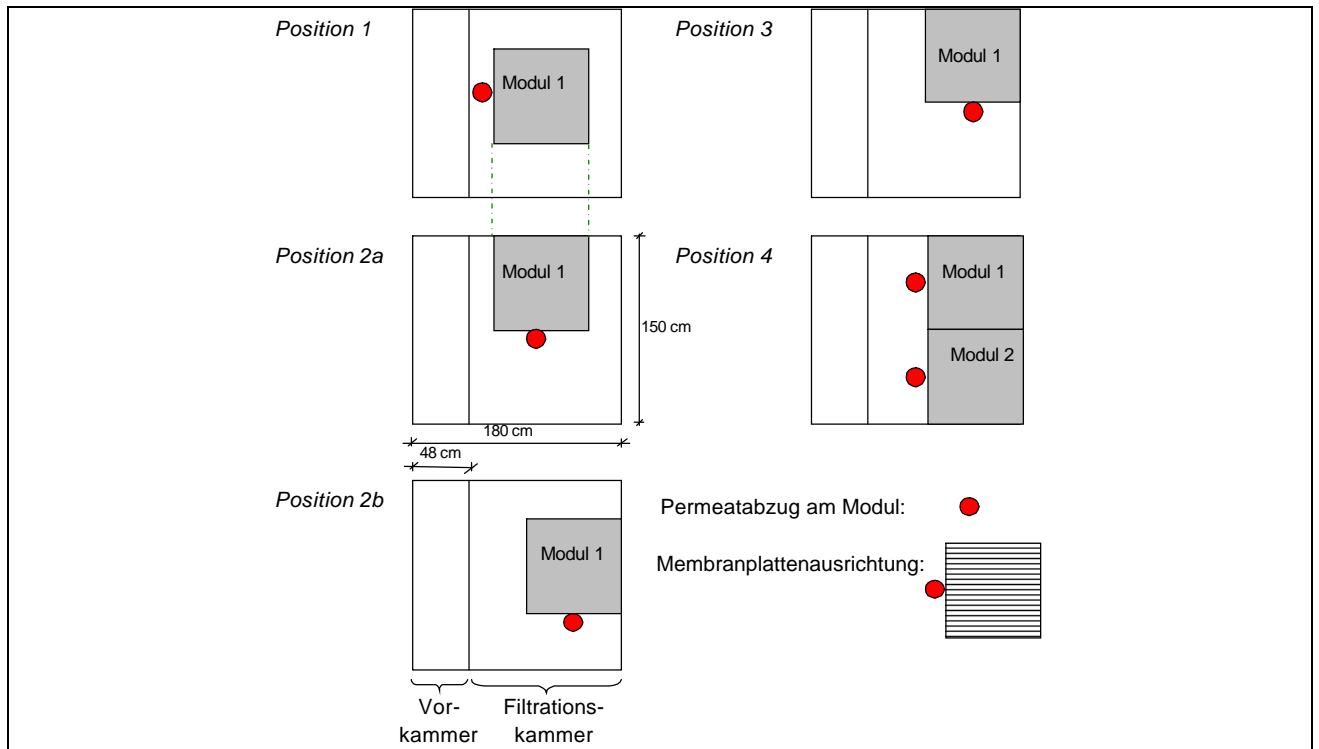 Position 1
Modul 1
Position 3
Modul 1
Position 2a
Modul 1
150 cm
180 cm
48 cm
Position 4
Modul 1
Modul 2
Position 2b
Modul 1
Permeatabzug am Modul:
Membranplattenausrichtung:
Vor-
kammer
Filtrations-
kammer